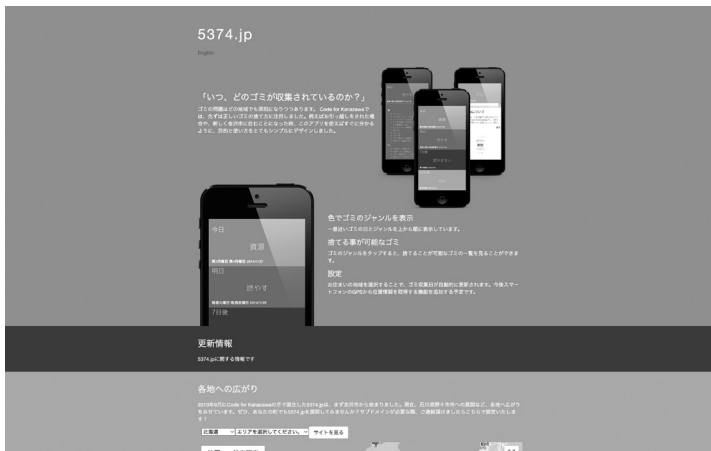 5374.jp
English
「いつ、どのゴミが収集されているのか？」
ゴミの問題はどの地域でも深刻になりつつあります。 Code for Kanazawaで
は、先ずは正しいゴミの捨て方に注目しました。例えばお引っ越しをされた場
合や、新しく金沢市に住むことになった時、このアプリを使えばすぐに分かる
ように、目的と使い方をとてもシンプルにデザインしました。
色でゴミのジャンルを表示
一番近いゴミの日とジャンルを上から順に表示しています。
捨てる事が可能なゴミ
ゴミのジャンルをタップすると、捨てることが可能なゴミの一覧を見ることができま
す。
設定
お住まいの地域を選択することで、ゴミ収集日が自動的に更新されます。今後スマー
トフォンのGPSから位置情報を取得する機能を追加する予定です。
今日
資源
明日
燃やす
7日後
更新情報
5374.jpに関する情報です
各地への広がり
2013年9月にCode for Kanazawaの手で誕生した5374.jpは、まず金沢市から始まりました。現在、石川県野々市市への展開など、各地へ広がり
をみせています。ぜひ、あなたの町でも5374.jpを展開してみませんか？サブドメインが必要な際、ご連絡頂けましたらこちらで設定いたしま
す！
北海道 エリアを選択してください。 サイトを見る